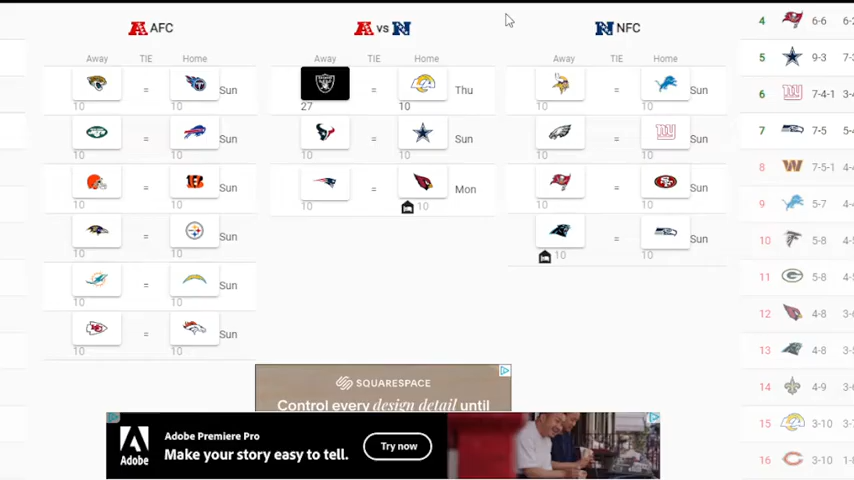 AFC
Away TIE Home
= Sun
10 10
= Sun
10 10
= Sun
10 10
= Sun
10 10
= Sun
10 10
= Sun
10 10
A vs N
Away Home
= Thu
27 10
= Sun
10 10
= Mon
10 10
NFC
Away TIE Home
= Sun
10 10
= Sun
10 10
= Sun
10 10
= Sun
10 10
4 6-6
5 9-3
6 7-4-1
7 7-5
8 7-5-1
9 5-7
10 5-8
11 5-8
12 4-8
13 4-8
14 4-9
15 3-10
16 3-10
SQUARESPACE
Control every design detail until
Adobe
Adobe Premiere Pro
Make your story easy to tell.
Try now